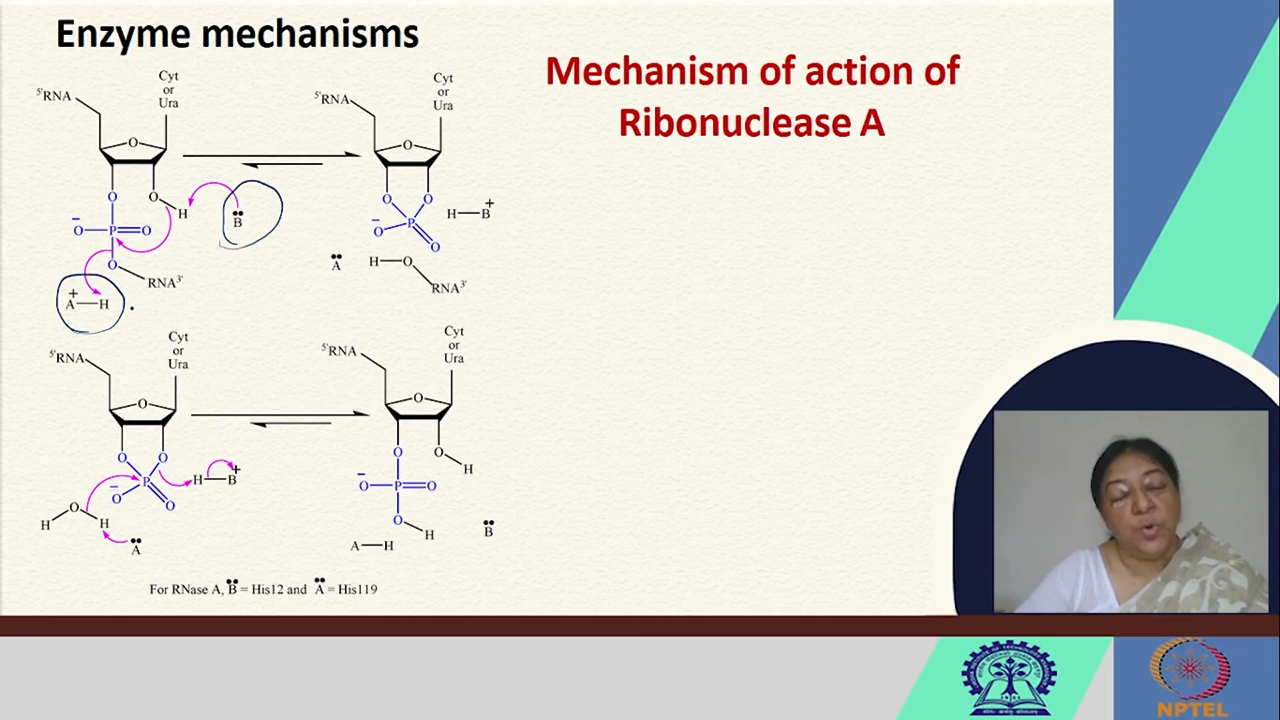 Enzyme mechanisms
Mechanism of action of
Ribonuclease A
Cyt
or
Ura
5'RNA
O
O
O
H
B
−
O P O
O
RNA3'
+
A H
Cyt
or
Ura
5'RNA
O
O O
−
O P
O
+
H B
A
H O
RNA3'
Cyt
or
Ura
5'RNA
O
O O
P
−
O
O
+
H B
O
H H
A
Cyt
or
Ura
5'RNA
O
O
O
H
−
O P O
O
H
A H
B
For RNase A, B = His12 and A = His119
NPTEL